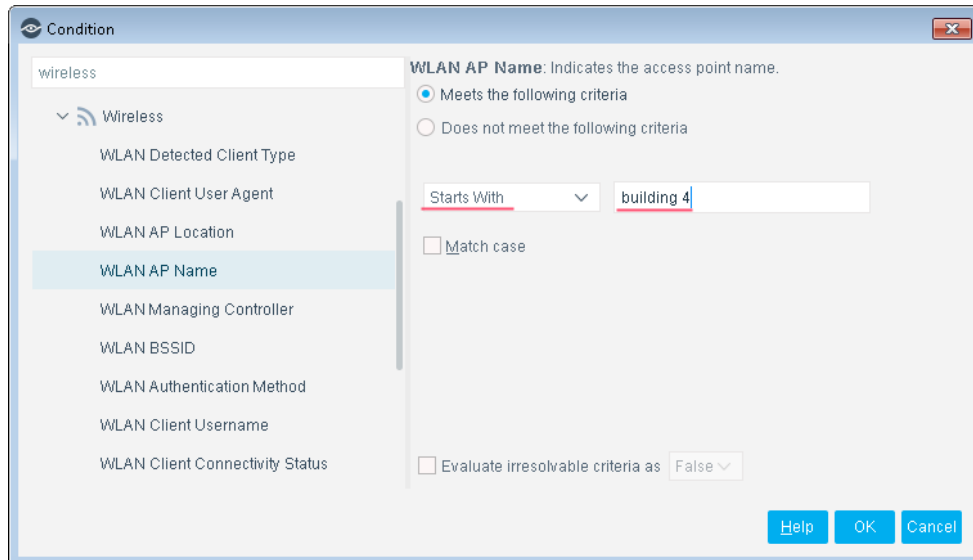 Condition
wireless
Wireless
WLAN Detected Client Type
WLAN Client User Agent
WLAN AP Location
WLAN AP Name
WLAN Managing Controller
WLAN BSSID
WLAN Authentication Method
WLAN Client Username
WLAN Client Connectivity Status
WLAN AP Name: Indicates the access point name.
Meets the following criteria
Does not meet the following criteria
Starts With building 4
Match case
Evaluate irresolvable criteria as False
Help OK Cancel